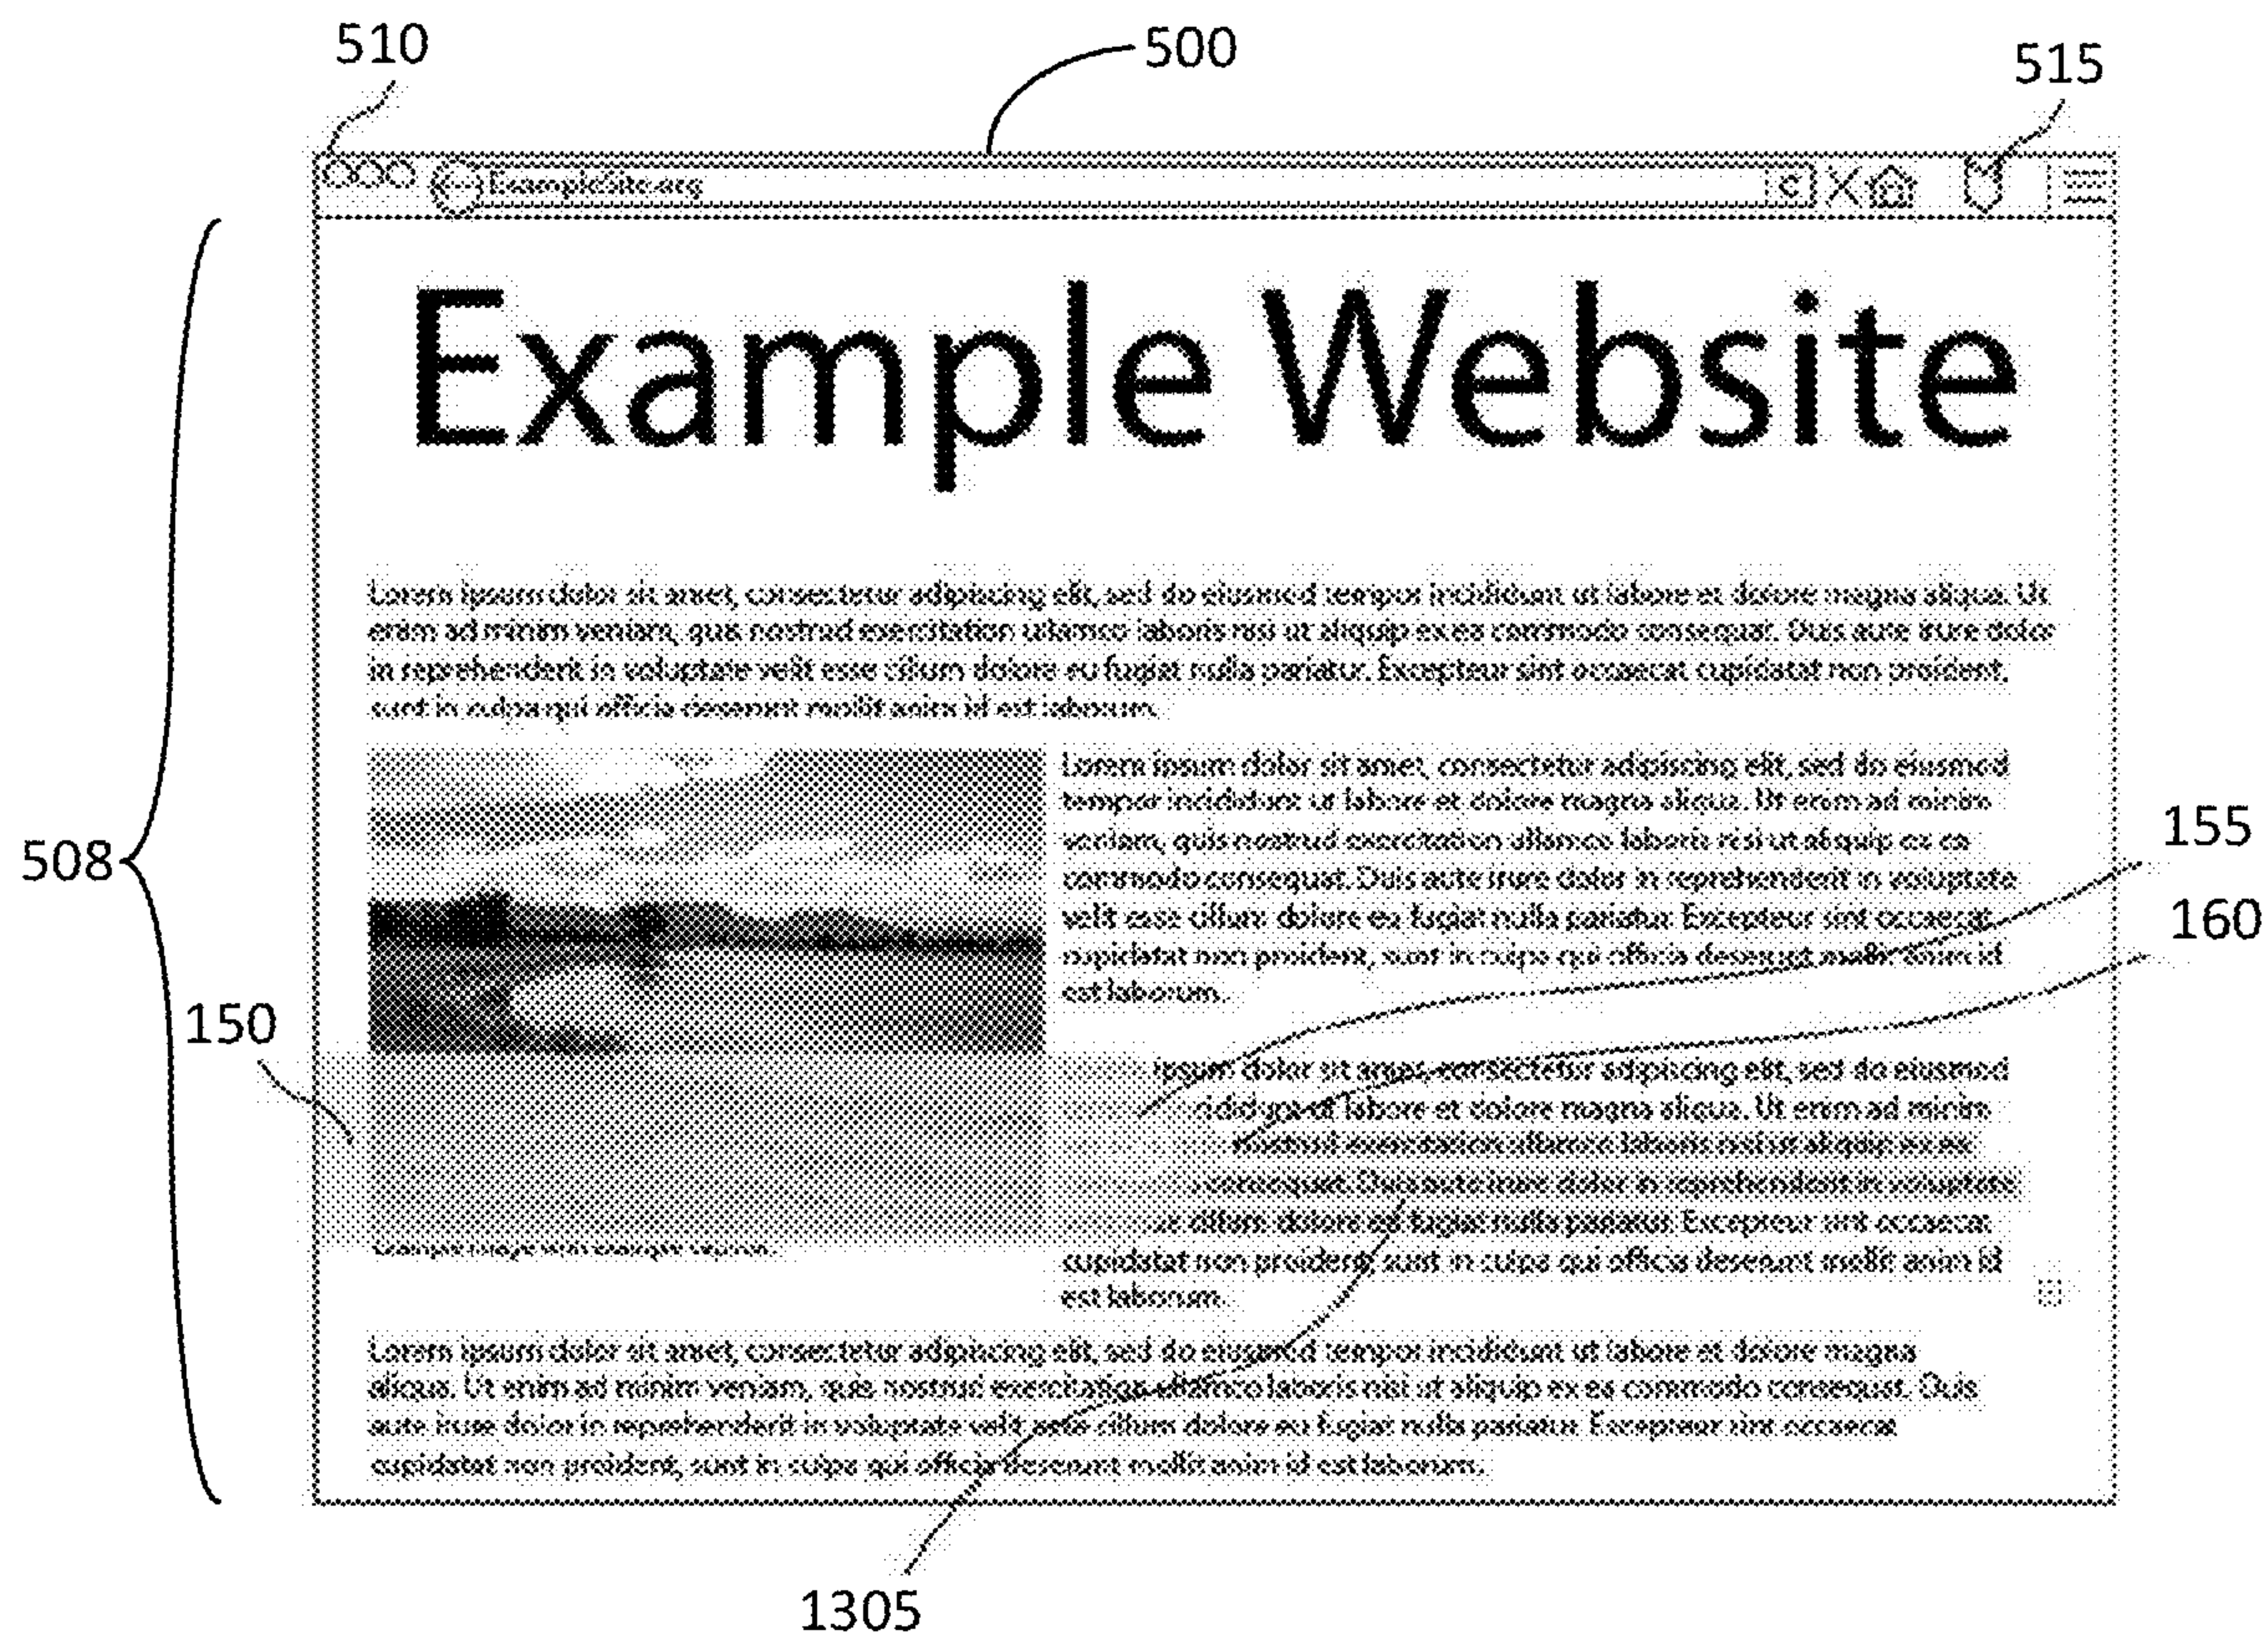 510
500
515
ExampleSite.org
Example Website
Lorem ipsum dolor sit amet, consectetur adipiscing elit, sed do eiusmod tempor incididunt ut labore et dolore magna aliqua. Ut
enim ad minim veniam, quis nostrud exercitation ullamco laboris nisi ut aliquip ex ea commodo consequat. Duis aute irure dolor
in reprehenderit in voluptate velit esse cillum dolore eu fugiat nulla pariatur. Excepteur sint occaecat cupidatat non proident,
sunt in culpa qui officia deserunt mollit anim id est laborum.
Lorem ipsum dolor sit amet, consectetur adipiscing elit, sed do eiusmod
tempor incididunt ut labore et dolore magna aliqua. Ut enim ad minim
veniam, quis nostrud exercitation ullamco laboris nisi ut aliquip ex ea
commodo consequat. Duis aute irure dolor in reprehenderit in voluptate
velit esse cillum dolore eu fugiat nulla pariatur. Excepteur sint occaecat
cupidatat non proident, sunt in culpa qui officia deserunt mollit anim id
est laborum.
155
160
508
150
ipsum dolor sit amet, consectetur adipiscing elit, sed do eiusmod
ididunt ut labore et dolore magna aliqua. Ut enim ad minim
nostrud exercitation ullamco laboris nisi ut aliquip ex ea
consequat. Duis aute irure dolor in reprehenderit in voluptate
cillum dolore eu fugiat nulla pariatur. Excepteur sint occaecat
cupidatat non proident, sunt in culpa qui officia deserunt mollit anim id
est laborum.
Lorem ipsum dolor sit amet, consectetur adipiscing elit, sed do eiusmod tempor incididunt ut labore et dolore magna
aliqua. Ut enim ad minim veniam, quis nostrud exercitation ullamco laboris nisi ut aliquip ex ea commodo consequat. Duis
aute irure dolor in reprehenderit in voluptate velit esse cillum dolore eu fugiat nulla pariatur. Excepteur sint occaecat
cupidatat non proident, sunt in culpa qui officia deserunt mollit anim id est laborum.
1305